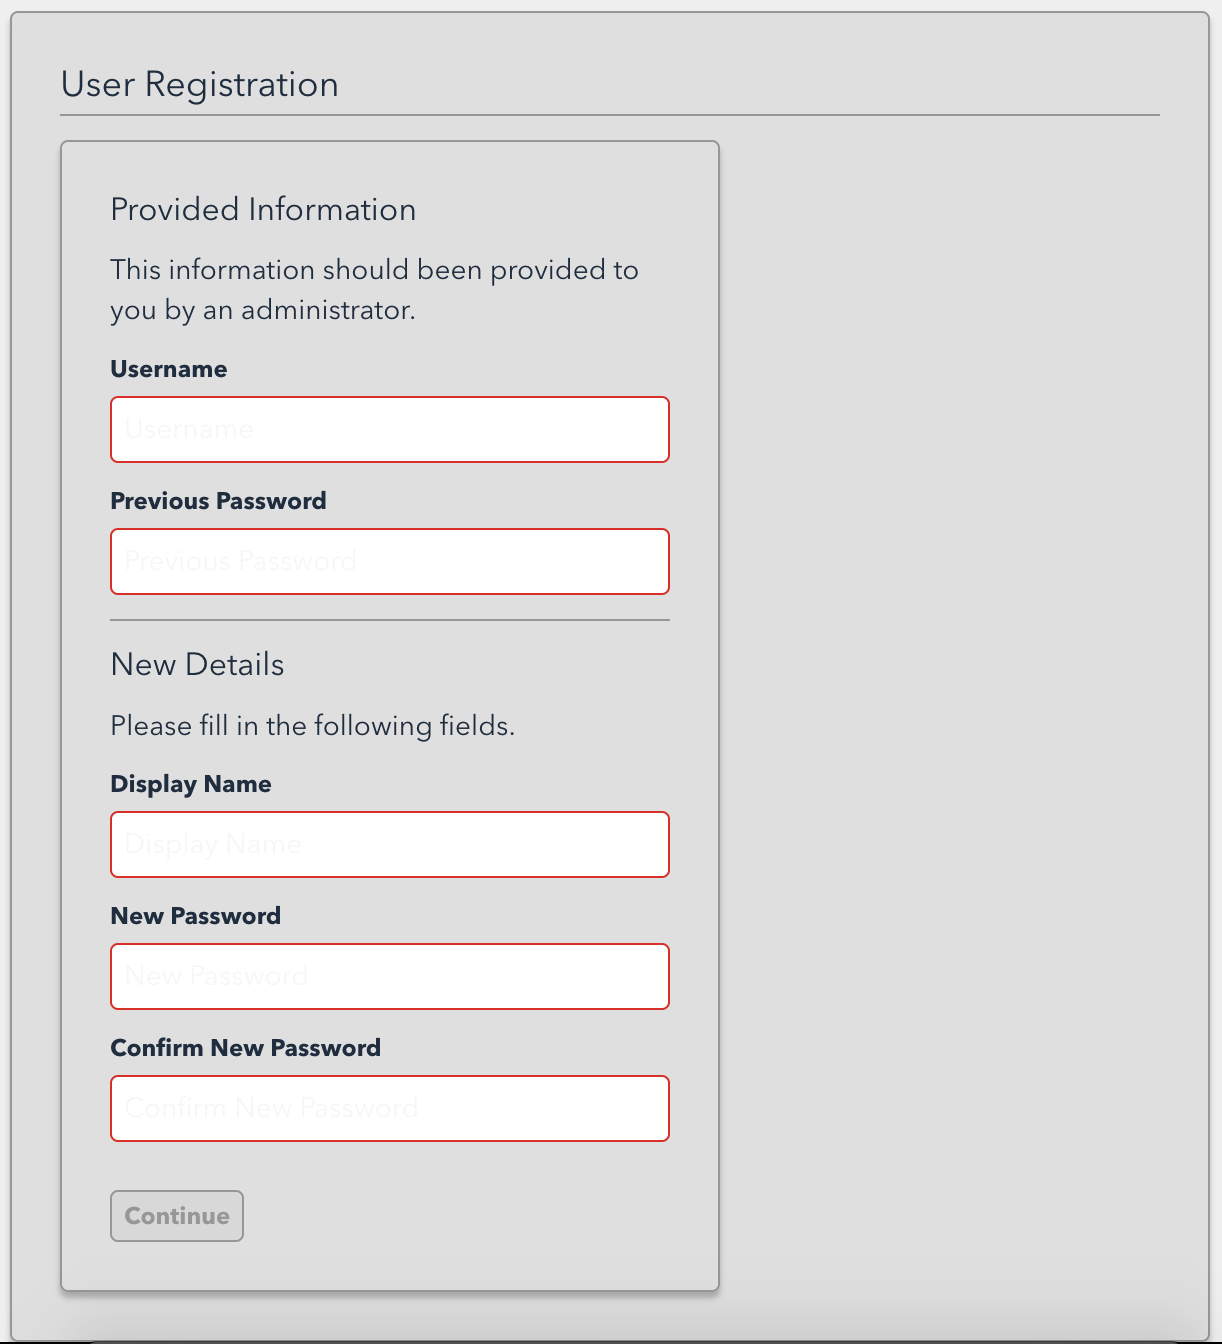 User Registration
Provided Information
This information should been provided to
you by an administrator.
Username
Username
Previous Password
Previous Password
New Details
Please fill in the following fields.
Display Name
Display Name
New Password
New Password
Confirm New Password
Confirm New Password
Continue